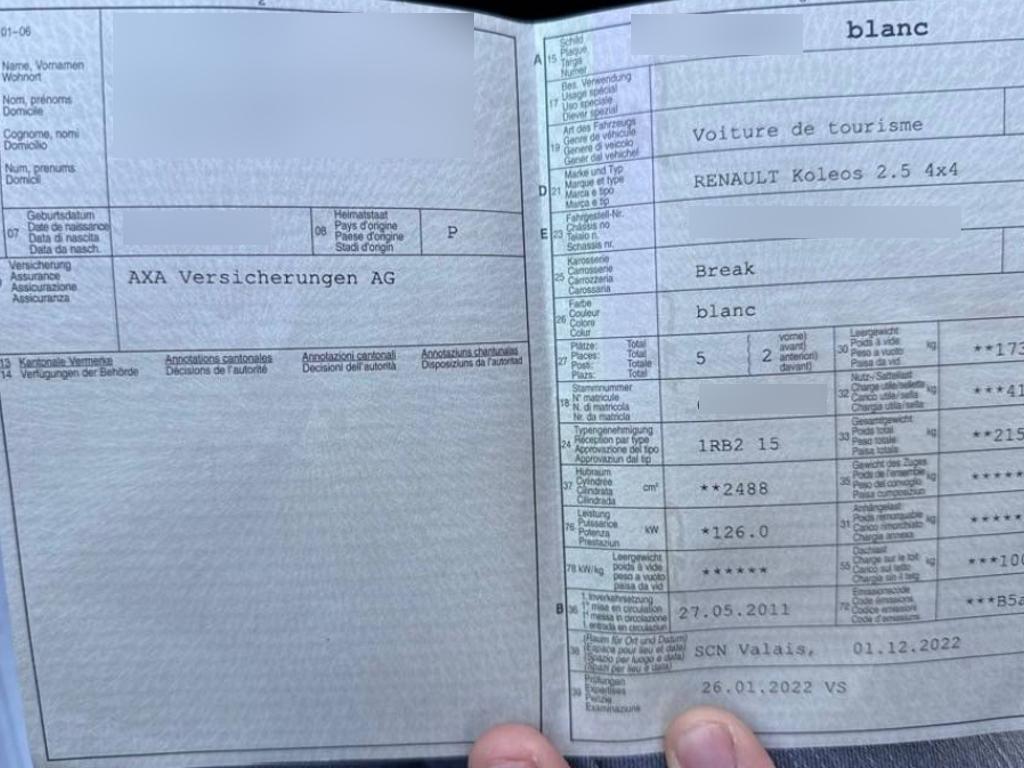 01-06
Name, Vornamen
Wohnort
Nom, prénoms
Domicile
Cognome, nomi
Domicilio
Num, prenums
Domicil
07
Geburtsdatum
Date de naissance
Data di nascita
Data da nasch.
08
Heimatstaat
Pays d'origine
Paese d'origine
Stadi d'origin
P
Versicherung
Assurance
Assicurazione
Assicuranza
AXA Versicherungen AG
13 Kantonale Vermerke
14 Verfügungen der Behörde
Annotations cantonales
Décisions de l'autorité
Annotazioni cantonali
Decisioni dell'autorità
Annotaziuns chantunalas
Disposiziuns da l'autoritad
blanc
A 15
Schild
Plaque
Targa
Numer
17
Bes. Verwendung
Usage spécial
Uso speciale
Diever spezial
19
Art des Fahrzeugs
Genre de véhicule
Genere di veicolo
Gener dal vehichel
Voiture de tourisme
D 21
Marke und Typ
Marque et type
Marca e tipo
Marca e tip
RENAULT Koleos 2.5 4x4
E 23
Fahrgestell-Nr.
Châssis no
Telaio n.
Schassis nr.
25
Karosserie
Carrosserie
Carrozzeria
Carossaria
Break
26
Farbe
Couleur
Colore
Colur
blanc
27
Plätze: Total
Places: Total
Posti: Totale
Plazs: Total
5
2
vorne)
avant)
anteriori)
davant)
30
Leergewicht
Poids à vide
Peso a vuoto
Paisa da vid
kg
**173
18
Stammnummer
N° matricule
N. di matricola
Nr. da matricla
32
Nutz-/Sattellast
Charge utile/sellette
Carico utile/sella
Chargia utila/sella
kg
***41
24
Typengenehmigung
Réception par type
Approvazione del tipo
Approvaziun dal tip
1RB2 15
33
Gesamtgewicht
Poids total
Peso totale
Paisa totala
kg
**215
37
Hubraum
Cylindrée
Cilindrata
Cilindrada
cm³
**2488
35
Gewicht des Zuges
Poids de l'ensemble
Peso del convoglio
Paisa cumposiziun
kg
*****
76
Leistung
Puissance
Potenza
Prestaziun
kW
*126.0
31
Anhängelast
Poids remorquable
Carico rimorchiato
Chargia annexa
kg
*****
78 kW/kg
Leergewicht
poids à vide
peso a vuoto
paisa da vid
******
55
Dachlast
Charge sur le toit
Carico sul tetto
Chargia sin il tetg
kg
***100
B 36
1. Inverkehrsetzung
1re mise en circulation
1a messa in circolazione
1. entrada en circulaziun
27.05.2011
72
Emissionscode
Code émissions
Codice emissioni
Code d'emissiuns
***B5a
38
(Raum für Ort und Datum)
(Espace pour lieu et date)
(Spazio per luogo e data)
(Spazi per lieu e data)
SCN Valais, 01.12.2022
39
Prüfungen
Expertises
Perizie
Examinaziuns
26.01.2022 VS